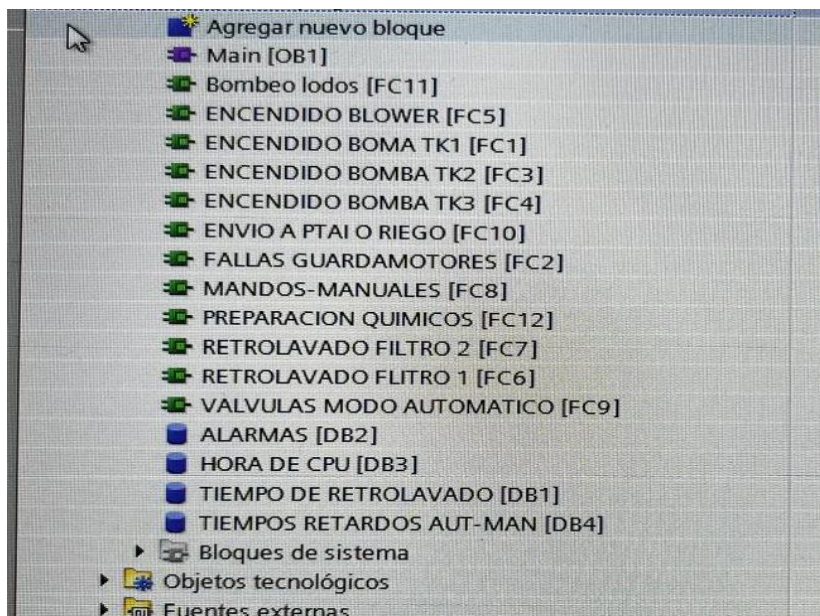 Agregar nuevo bloque
Main [OB1]
Bombeo lodos [FC11]
ENCENDIDO BLOWER [FC5]
ENCENDIDO BOMA TK1 [FC1]
ENCENDIDO BOMBA TK2 [FC3]
ENCENDIDO BOMBA TK3 [FC4]
ENVIO A PTAI O RIEGO [FC10]
FALLAS GUARDAMOTORES [FC2]
MANDOS-MANUALES [FC8]
PREPARACION QUIMICOS [FC12]
RETROLAVADO FILTRO 2 [FC7]
RETROLAVADO FLITRO 1 [FC6]
VALVULAS MODO AUTOMATICO [FC9]
ALARMAS [DB2]
HORA DE CPU [DB3]
TIEMPO DE RETROLAVADO [DB1]
TIEMPOS RETARDOS AUT-MAN [DB4]
Bloques de sistema
Objetos tecnológicos
Fuentes externas